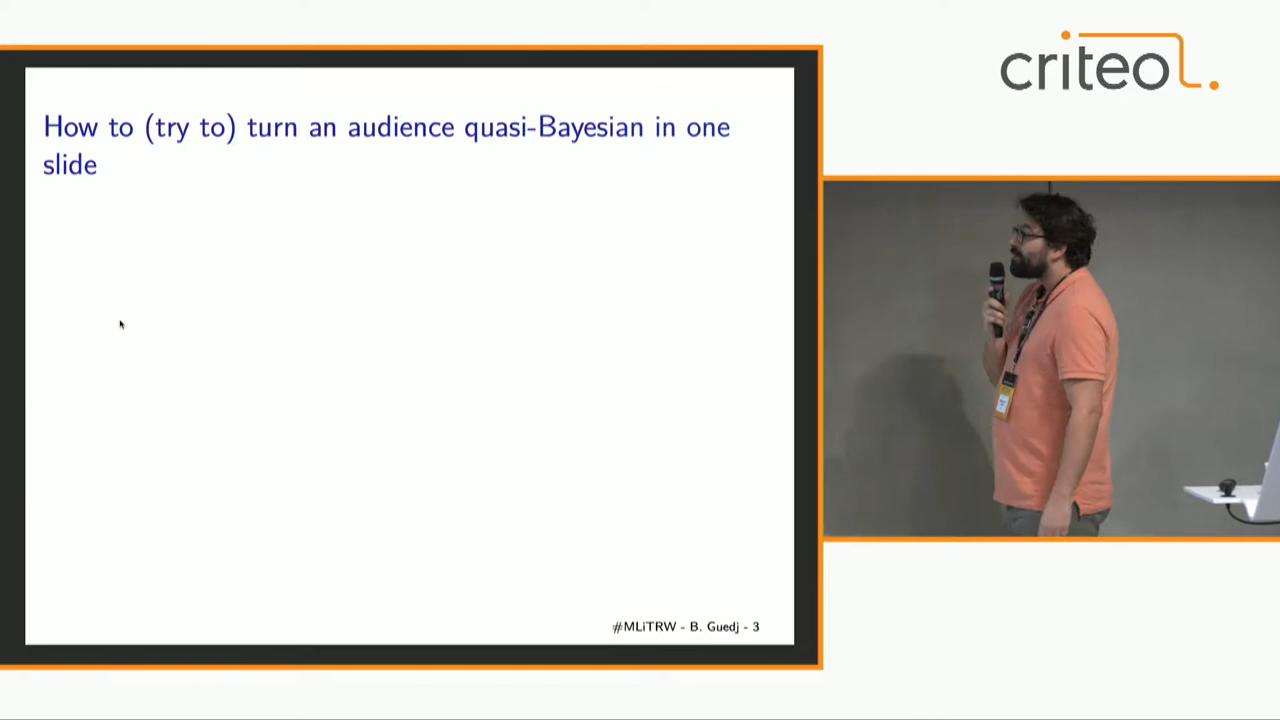 How to (try to) turn an audience quasi-Bayesian in one
slide
#MLiTRW - B. Guedj - 3
criteo